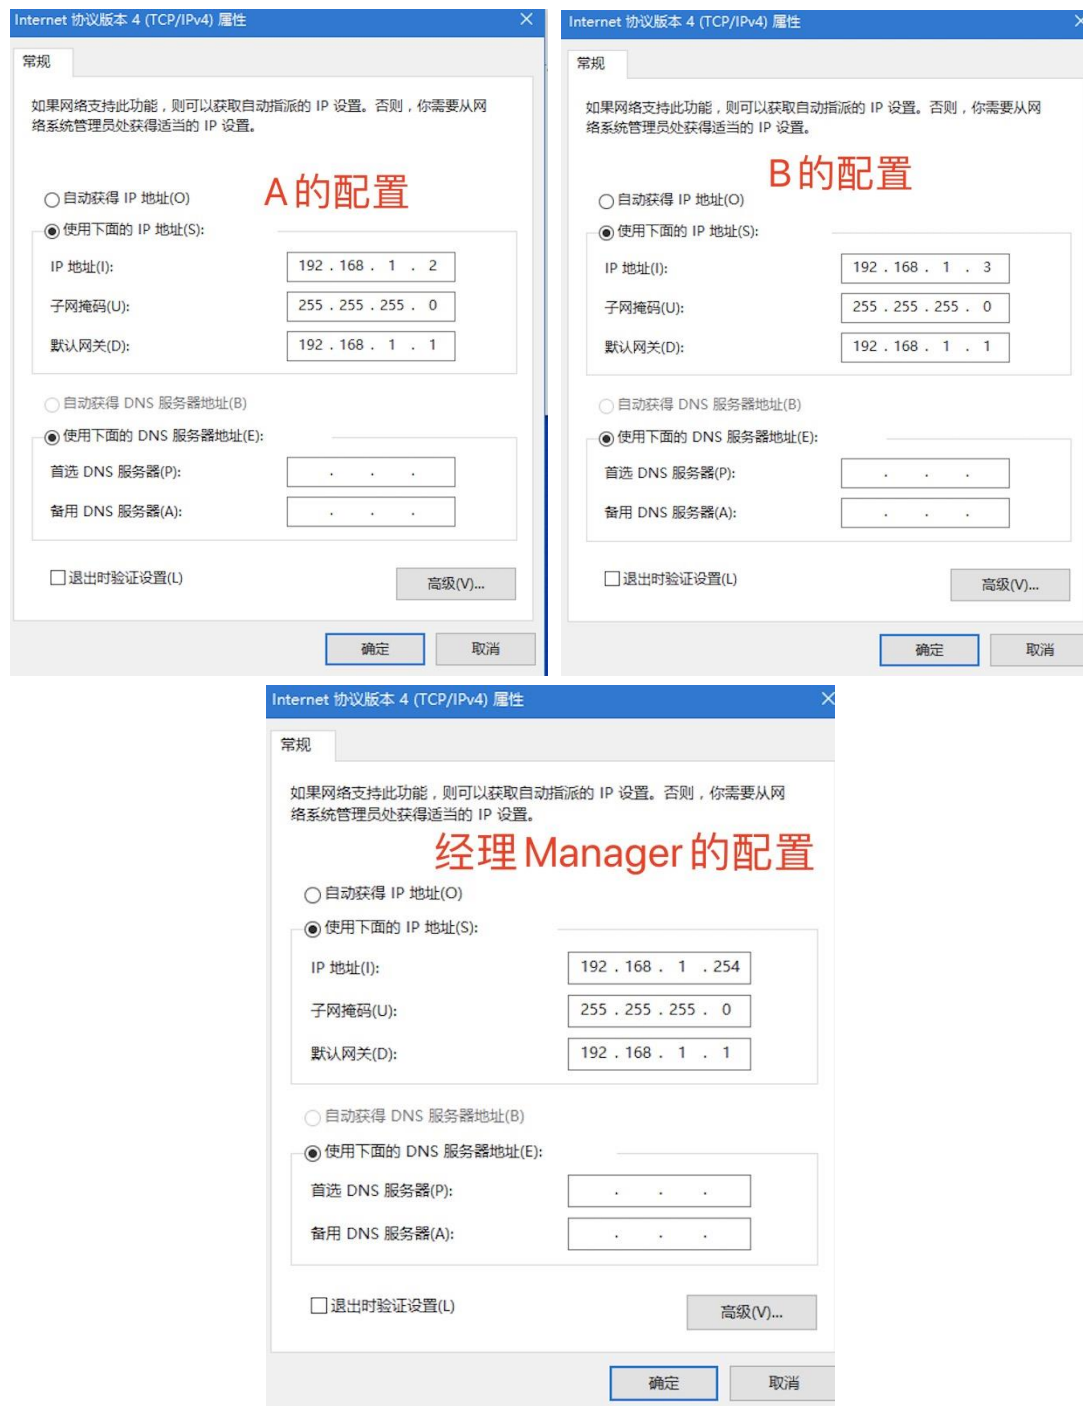 Internet 协议版本 4 (TCP/IPv4) 属性
常规
如果网络支持此功能，则可以获取自动指派的 IP 设置。否则，你需要从网
络系统管理员处获得适当的 IP 设置。
A的配置
自动获得 IP 地址(O)
使用下面的 IP 地址(S):
IP 地址(I): 192 . 168 . 1 . 2
子网掩码(U): 255 . 255 . 255 . 0
默认网关(D): 192 . 168 . 1 . 1
自动获得 DNS 服务器地址(B)
使用下面的 DNS 服务器地址(E):
首选 DNS 服务器(P): . . .
备用 DNS 服务器(A): . . .
退出时验证设置(L)
高级(V)...
确定 取消
Internet 协议版本 4 (TCP/IPv4) 属性
常规
如果网络支持此功能，则可以获取自动指派的 IP 设置。否则，你需要从网
络系统管理员处获得适当的 IP 设置。
B的配置
自动获得 IP 地址(O)
使用下面的 IP 地址(S):
IP 地址(I): 192 . 168 . 1 . 3
子网掩码(U): 255 . 255 . 255 . 0
默认网关(D): 192 . 168 . 1 . 1
自动获得 DNS 服务器地址(B)
使用下面的 DNS 服务器地址(E):
首选 DNS 服务器(P): . . .
备用 DNS 服务器(A): . . .
退出时验证设置(L)
高级(V)...
确定 取消
Internet 协议版本 4 (TCP/IPv4) 属性
常规
如果网络支持此功能，则可以获取自动指派的 IP 设置。否则，你需要从网
络系统管理员处获得适当的 IP 设置。
经理Manager的配置
自动获得 IP 地址(O)
使用下面的 IP 地址(S):
IP 地址(I): 192 . 168 . 1 . 254
子网掩码(U): 255 . 255 . 255 . 0
默认网关(D): 192 . 168 . 1 . 1
自动获得 DNS 服务器地址(B)
使用下面的 DNS 服务器地址(E):
首选 DNS 服务器(P): . . .
备用 DNS 服务器(A): . . .
退出时验证设置(L)
高级(V)...
确定 取消